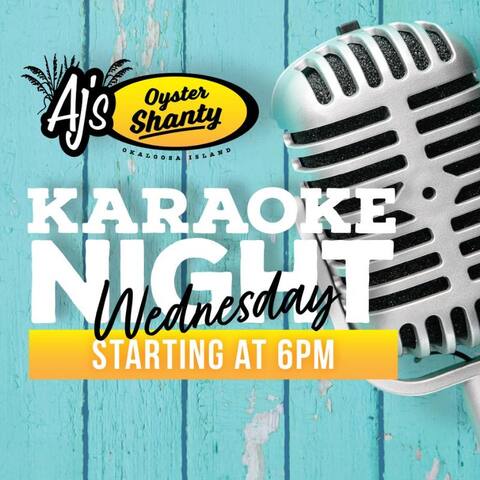 AJ's
Oyster
Shanty
OKALOOSA ISLAND
KARAOKE
NIGHT
Wednesday
STARTING AT 6PM